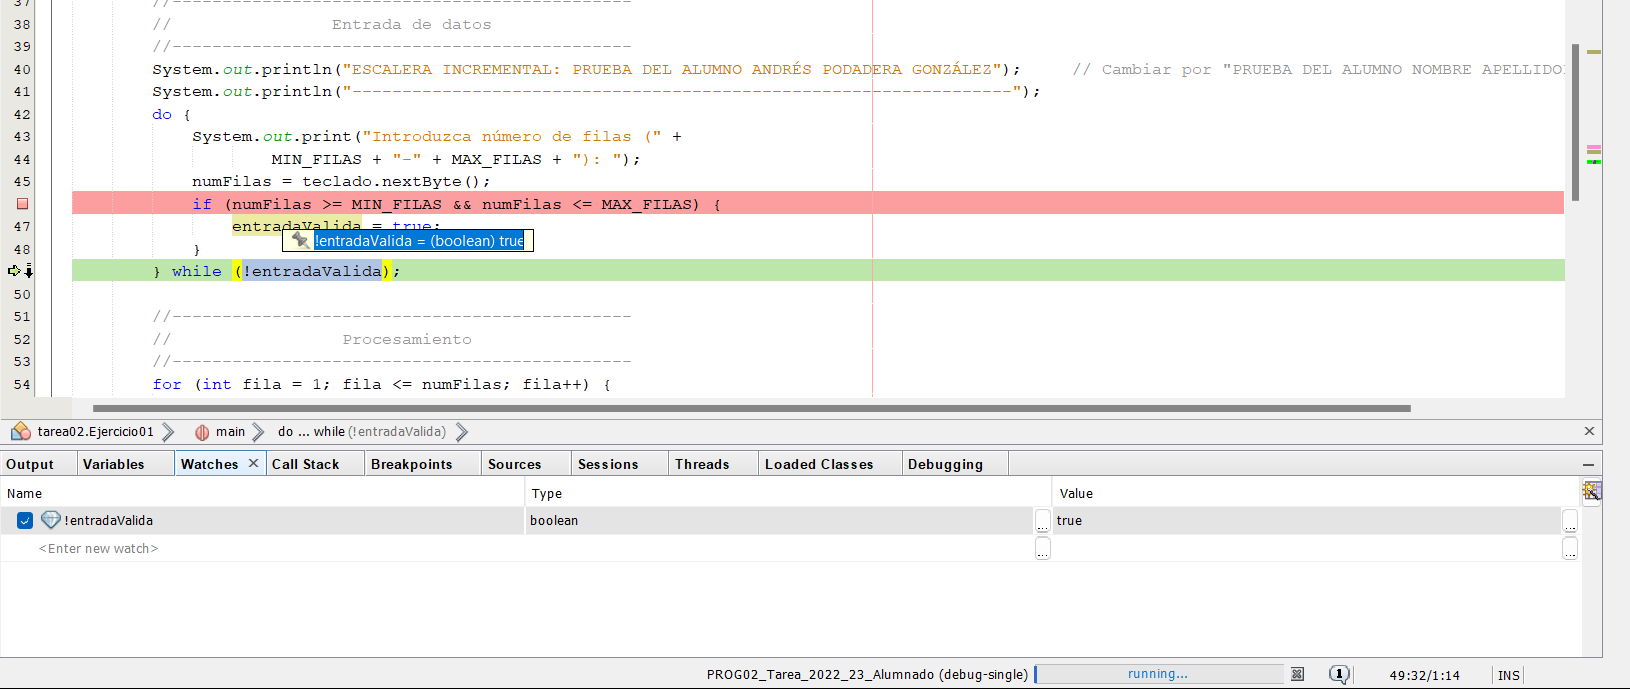 37 //----------------------------------------------
38 // Entrada de datos
39 //----------------------------------------------
40 System.out.println("ESCALERA INCREMENTAL: PRUEBA DEL ALUMNO ANDRÉS PODADERA GONZÁLEZ"); // Cambiar por "PRUEBA DEL ALUMNO NOMBRE APELLIDO
41 System.out.println("------------------------------------------------------------------");
42 do {
43 System.out.print("Introduzca número de filas (" +
44 MIN_FILAS + "-" + MAX_FILAS + "): ");
45 numFilas = teclado.nextByte();
if (numFilas >= MIN_FILAS && numFilas <= MAX_FILAS) {
47 entradaValida = true;
!entradaValida = (boolean) true
48 }
} while (!entradaValida);
50
51 //----------------------------------------------
52 // Procesamiento
53 //----------------------------------------------
54 for (int fila = 1; fila <= numFilas; fila++) {
tarea02.Ejercicio01 main do ... while (!entradaValida)
Output Variables Watches Call Stack Breakpoints Sources Sessions Threads Loaded Classes Debugging
Name Type Value
!entradaValida boolean ... true ...
<Enter new watch> ... ...
PROG02_Tarea_2022_23_Alumnado (debug-single) running... 1 49:32/1:14 INS